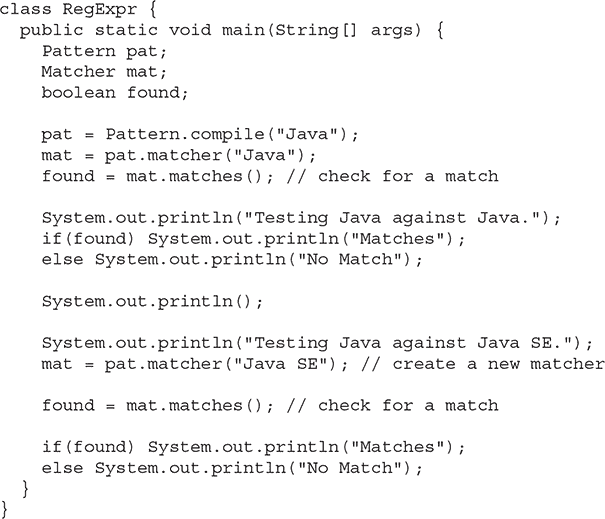 class RegExpr {
  public static void main(String[] args) {
    Pattern pat;
    Matcher mat;
    boolean found;

    pat = Pattern.compile("Java");
    mat = pat.matcher("Java");
    found = mat.matches(); // check for a match

    System.out.println("Testing Java against Java.");
    if(found) System.out.println("Matches");
    else System.out.println("No Match");

    System.out.println();

    System.out.println("Testing Java against Java SE.");
    mat = pat.matcher("Java SE"); // create a new matcher

    found = mat.matches(); // check for a match

    if(found) System.out.println("Matches");
    else System.out.println("No Match");
  }
}